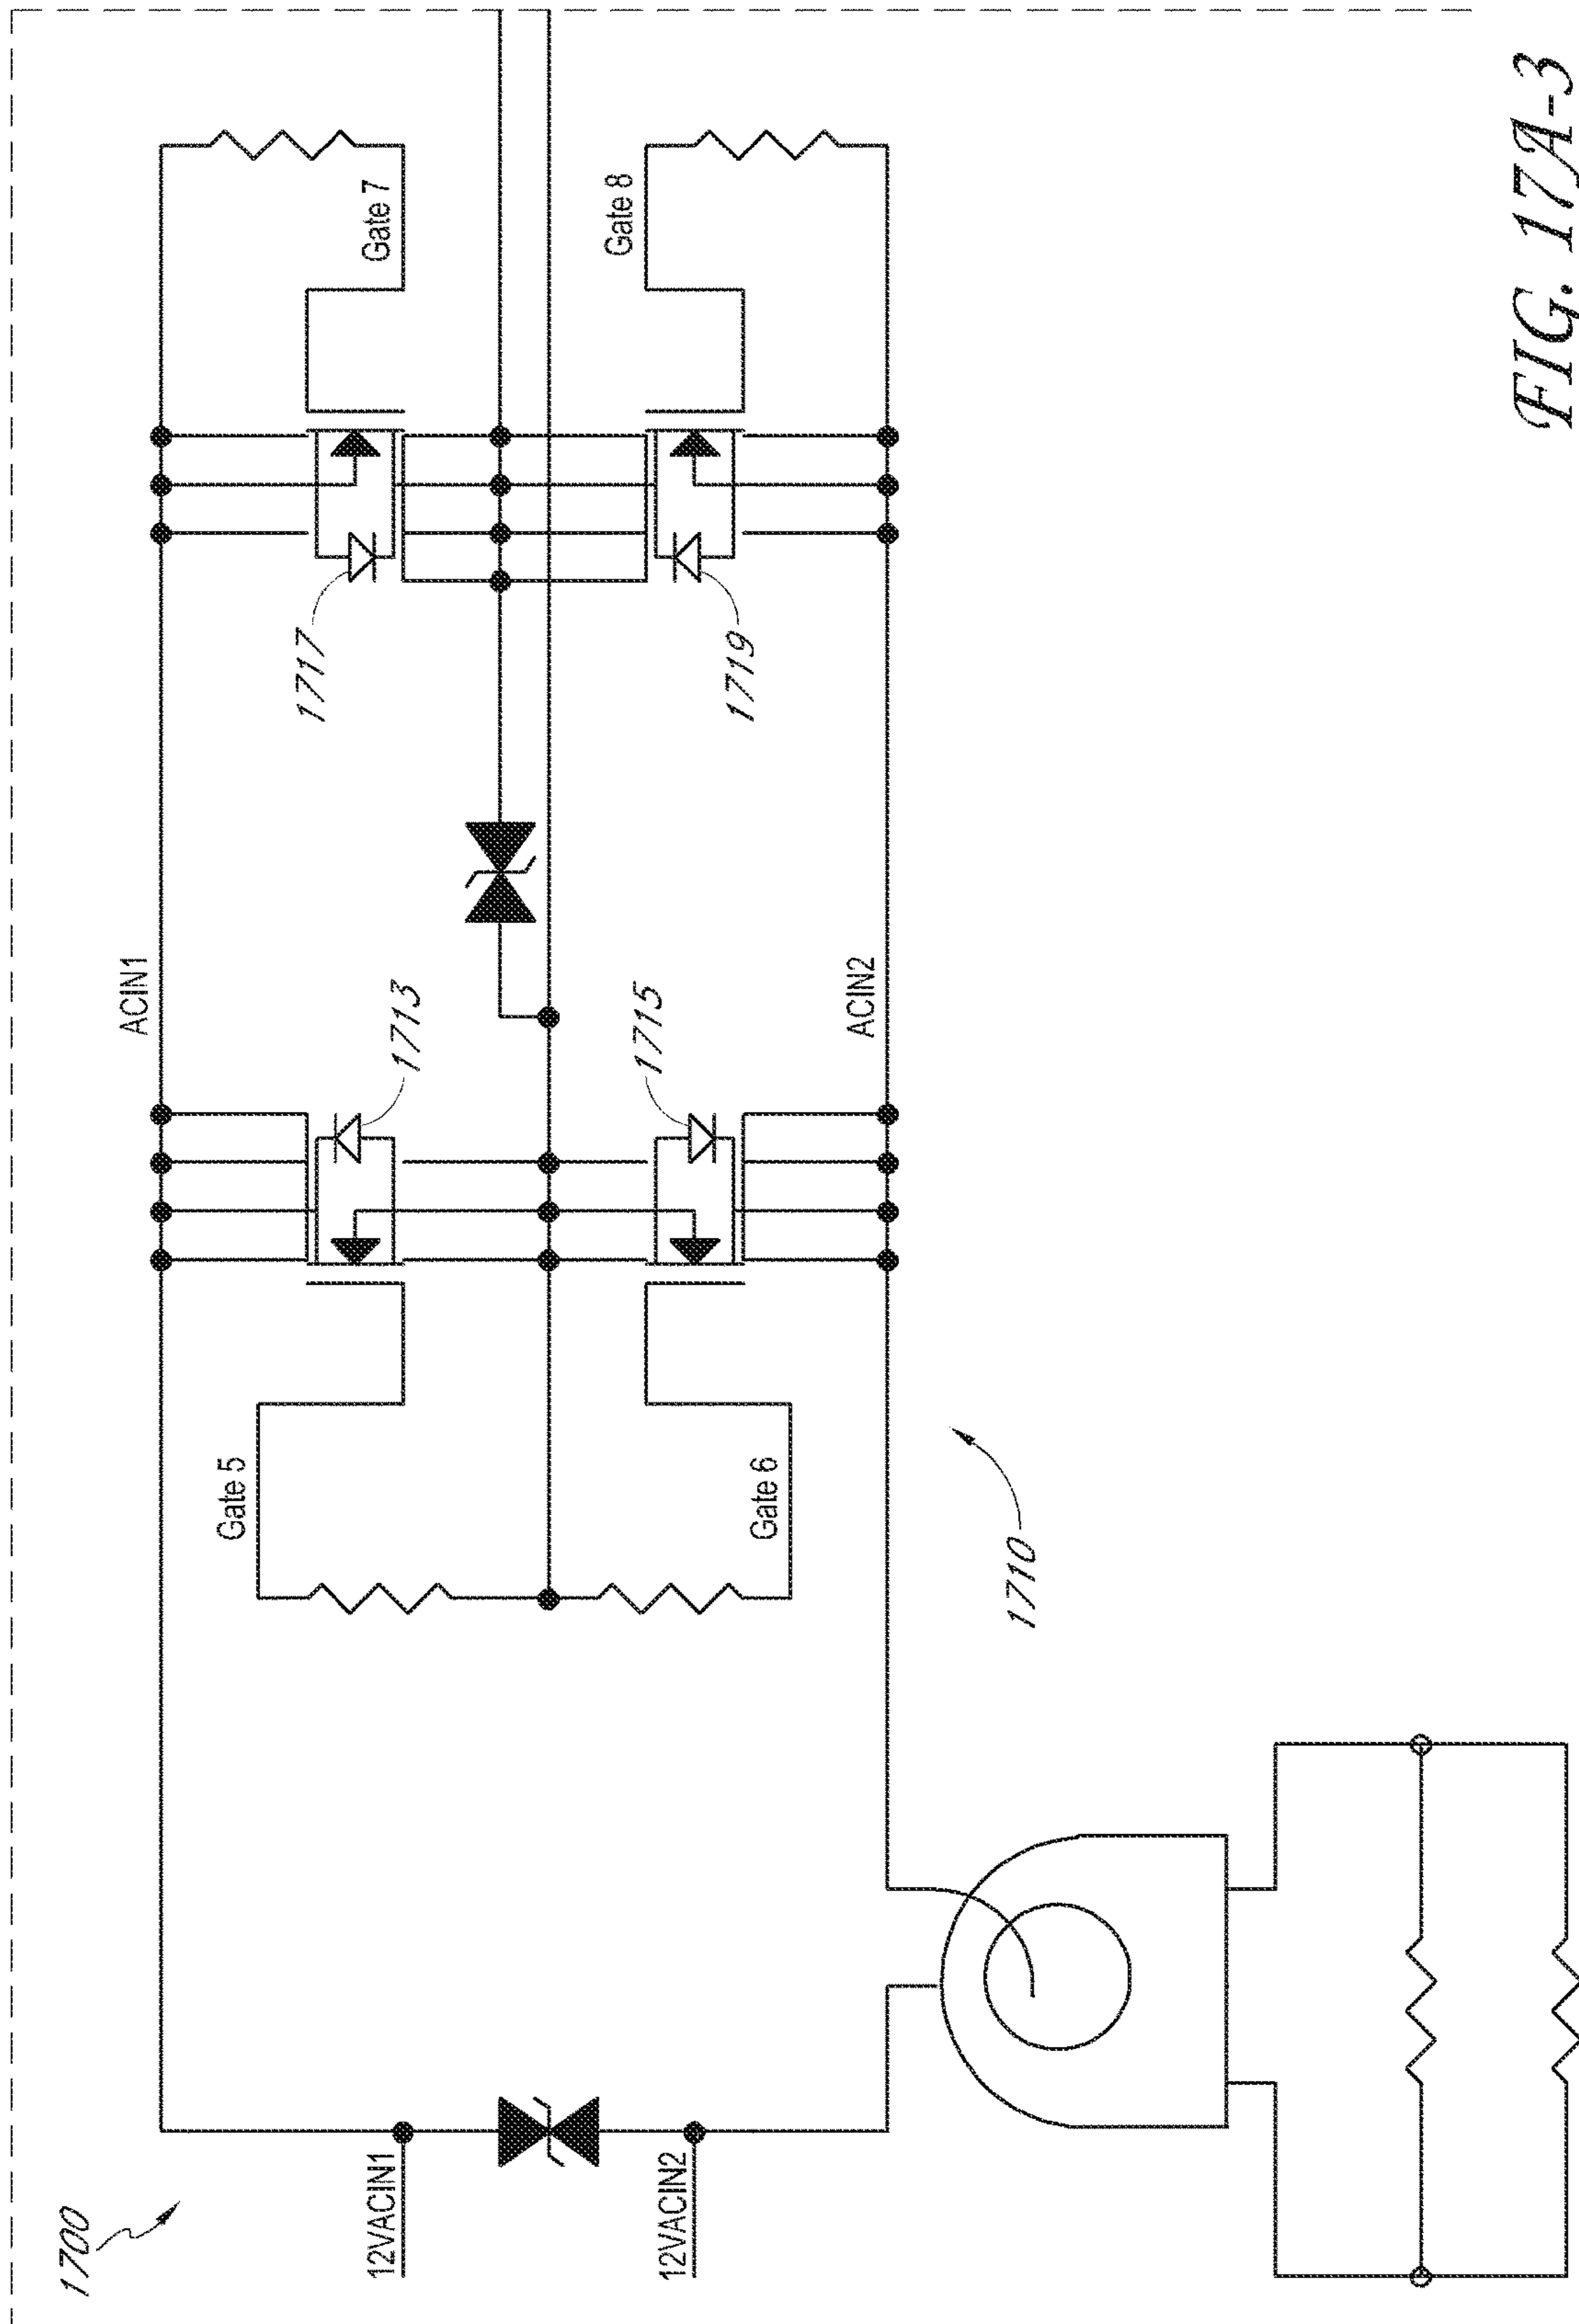 1700
12VACIN1
12VACIN2
ACIN1
ACIN2
Gate 5
Gate 6
Gate 7
Gate 8
1713
1715
1717
1719
1710
FIG. 17A-3